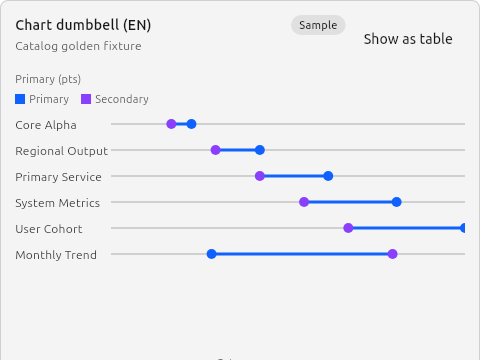 Chart dumbbell (EN)
Sample
Show as table
Catalog golden fixture
Primary (pts)
Primary
Secondary
Core Alpha
Regional Output
Primary Service
System Metrics
User Cohort
Monthly Trend